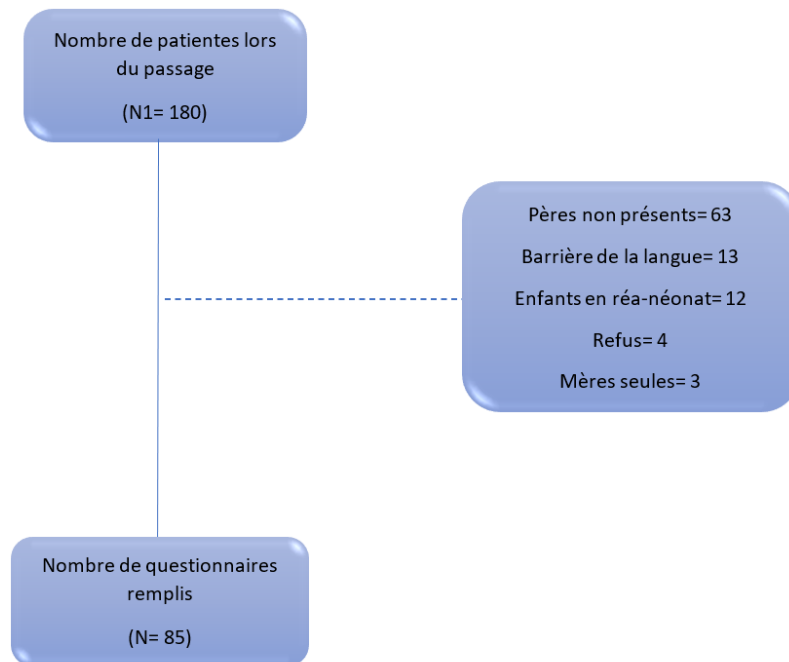 Nombre de patientes lors
du passage
(N1= 180)
Pères non présents= 63
Barrière de la langue= 13
Enfants en réa-néonat= 12
Refus= 4
Mères seules= 3
Nombre de questionnaires
remplis
(N= 85)